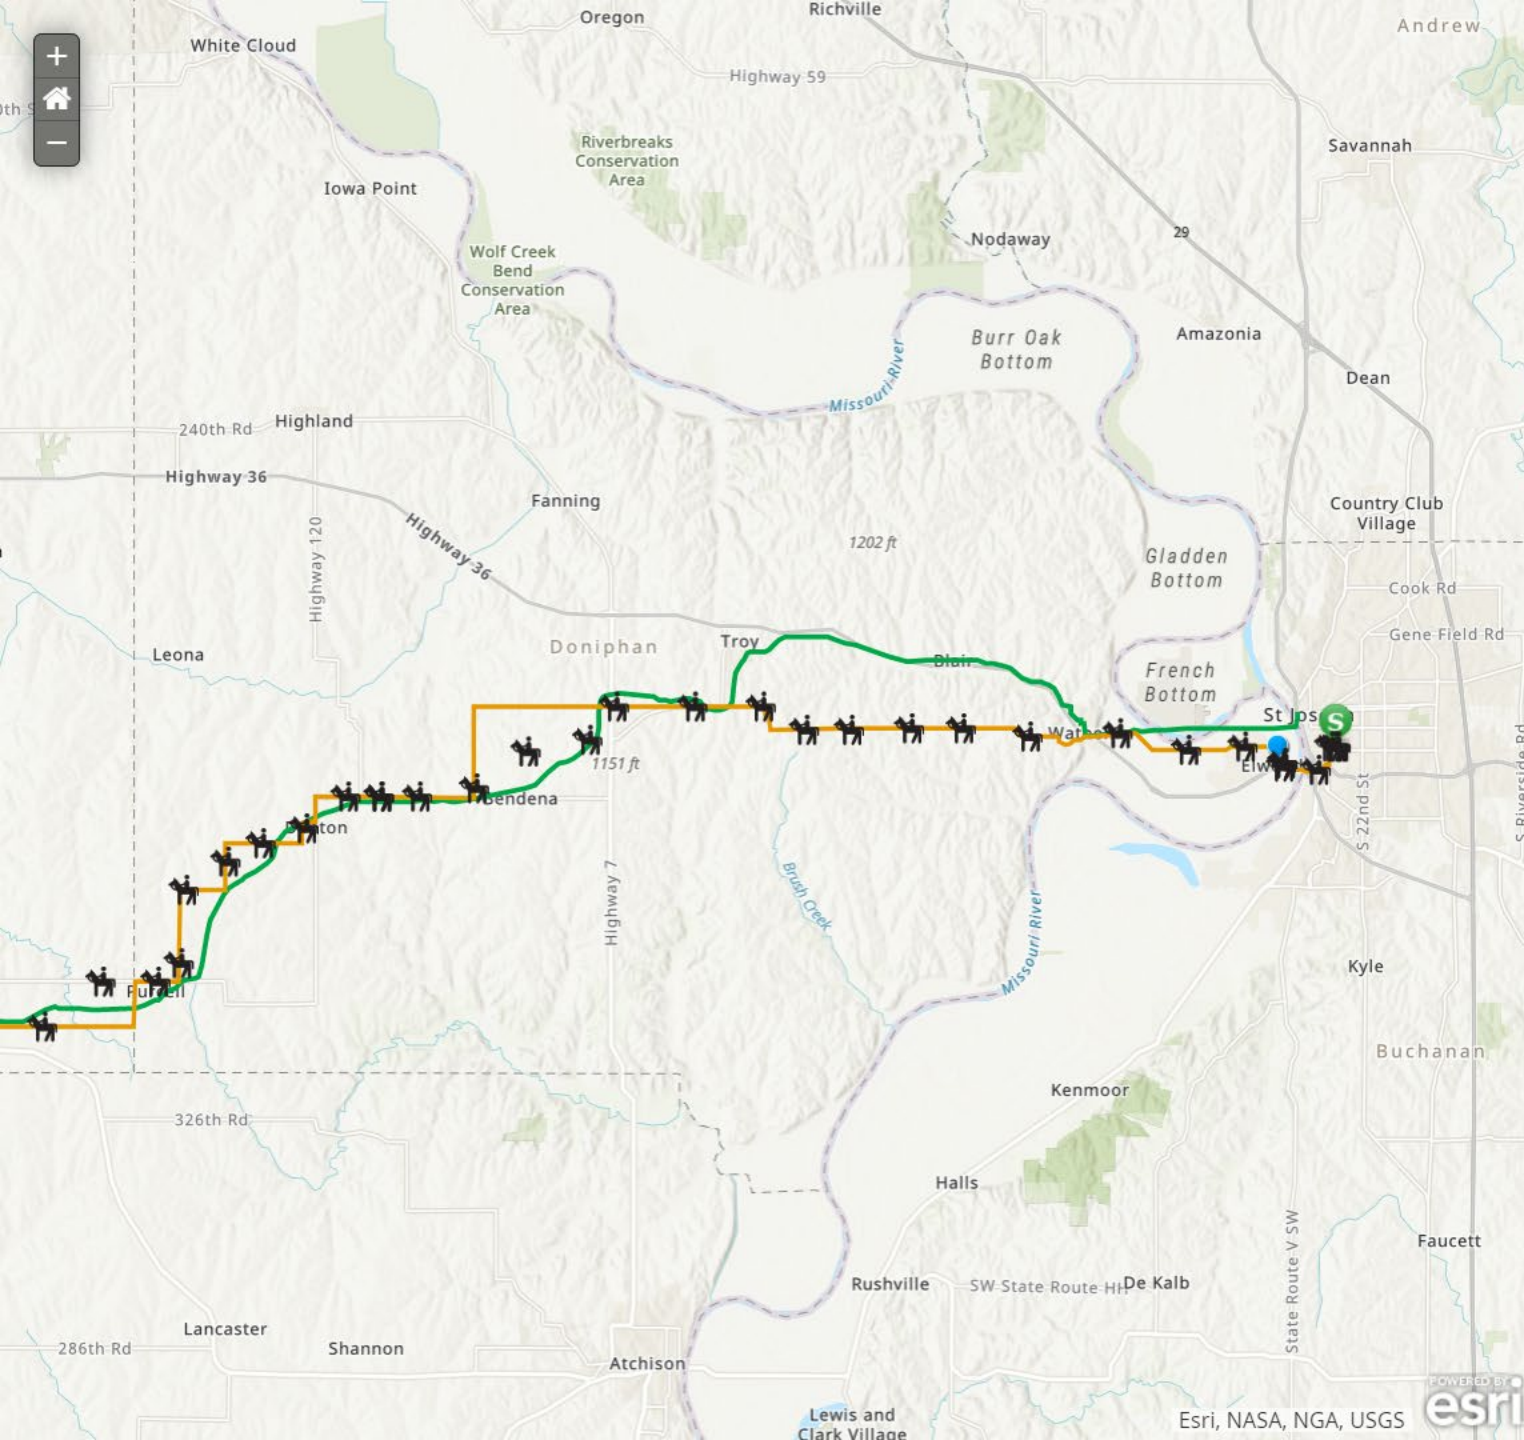 Oregon
Richville
Andrew
White Cloud
Highway 59
Riverbreaks
Conservation
Area
Savannah
Iowa Point
Nodaway
29
Wolf Creek
Bend
Conservation
Area
Burr Oak
Bottom
Amazonia
Missouri River
Dean
240th Rd
Highland
Highway 36
Fanning
Highway 36
Highway 120
1202 ft
Country Club
Village
Gladden
Bottom
Cook Rd
Gene Field Rd
Leona
Doniphan
Troy
Blair
French
Bottom
S
1151 ft
Bendena
S 22nd St
S Riverside Rd
Highway 7
Brush Creek
Missouri River
Kyle
Purcell
Buchanan
Kenmoor
326th Rd
Halls
Faucett
Rushville
SW State Route HH
De Kalb
State Route V SW
Lancaster
286th Rd
Shannon
Atchison
POWERED BY
esri
Lewis and
Clark Village
Esri, NASA, NGA, USGS